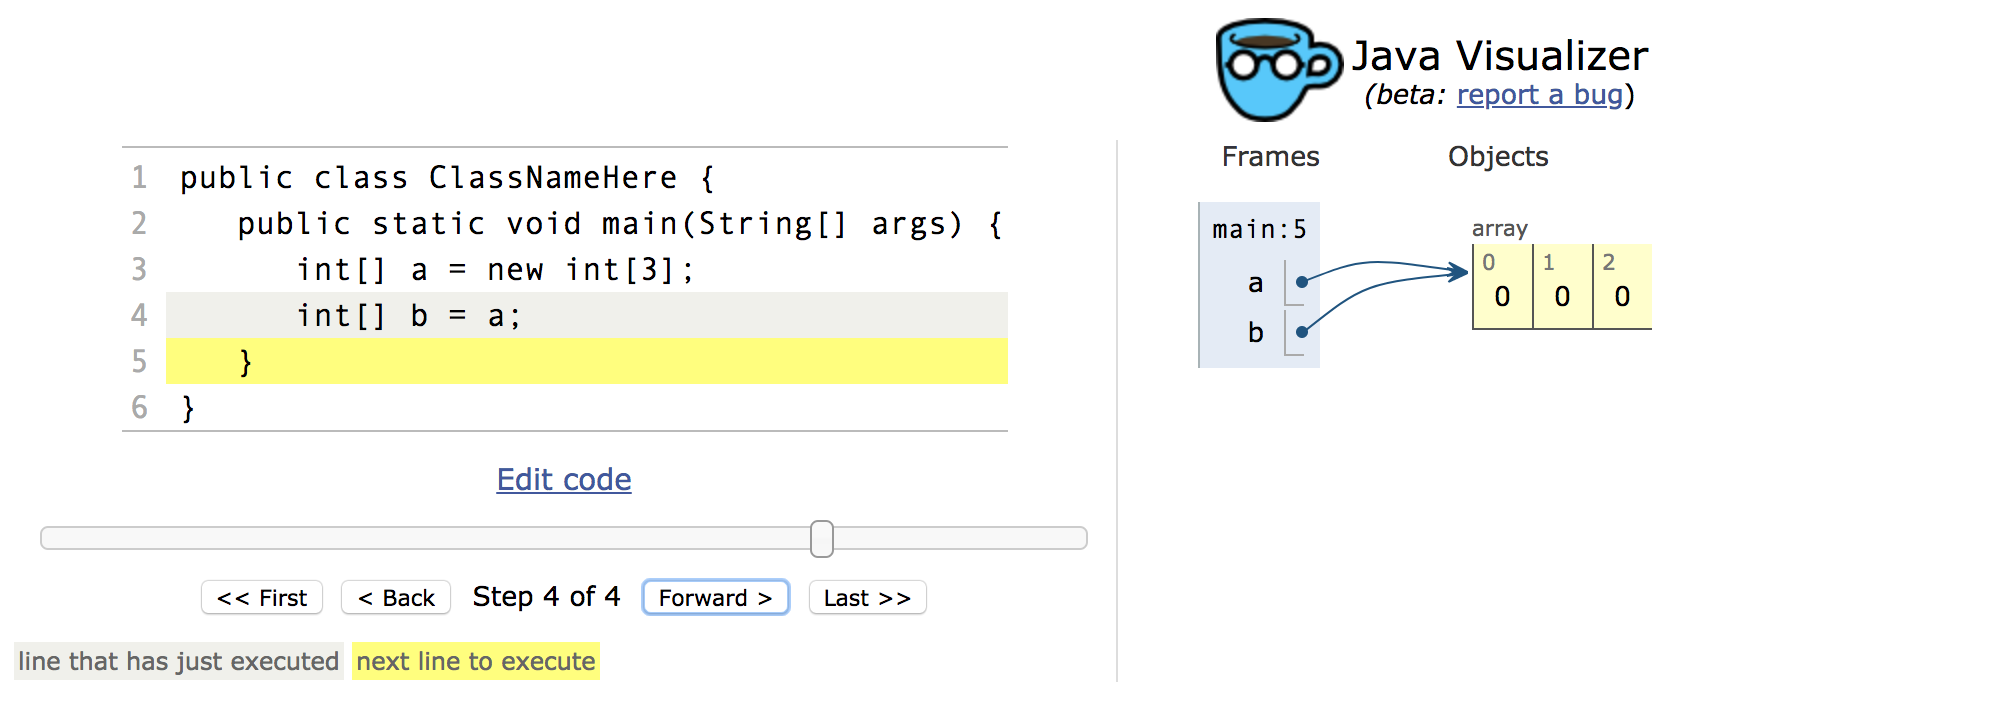 Java Visualizer
(beta: report a bug)
1 public class ClassNameHere {
2    public static void main(String[] args) {
3       int[] a = new int[3];
4       int[] b = a;
5    }
6 }
Edit code
<< First < Back Step 4 of 4 Forward > Last >>
line that has just executed next line to execute
Frames Objects
main:5
array
0 1 2
a
0 0 0
b